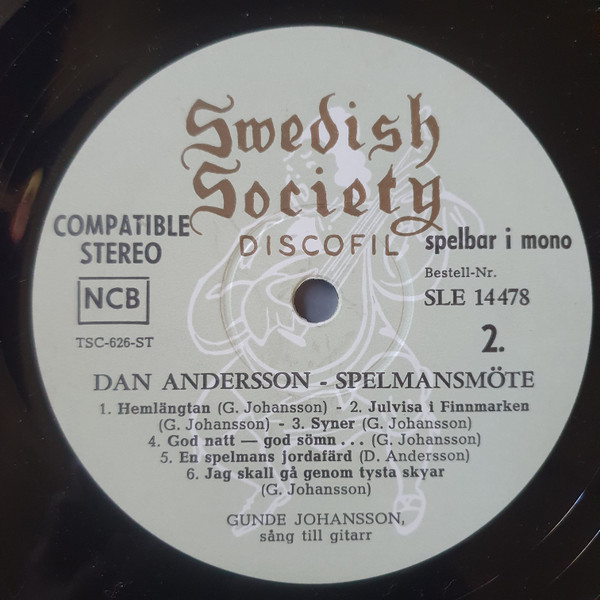 Swedish
Society
DISCOFIL
COMPATIBLE
STEREO
NCB
TSC-626-ST
spelbar i mono
Bestell-Nr.
SLE 14478
2.
DAN ANDERSSON - SPELMANSMÖTE
1. Hemlängtan (G. Johansson) - 2. Julvisa i Finnmarken
(G. Johansson) - 3. Syner (G. Johansson)
4. God natt — god sömn . . . (G. Johansson)
5. En spelmans jordafärd (D. Andersson)
6. Jag skall gå genom tysta skyar
(G. Johansson)
GUNDE JOHANSSON,
sång till gitarr